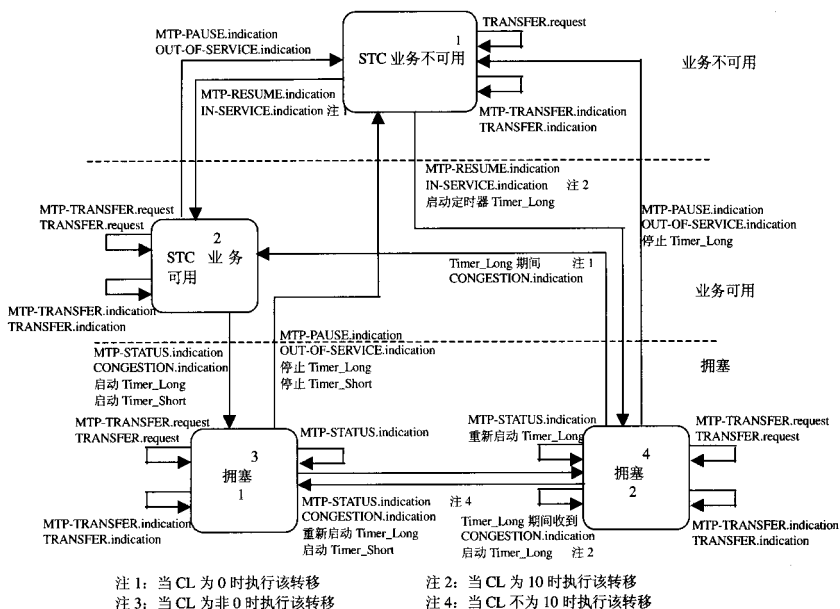 MTP-PAUSE.indication
OUT-OF-SERVICE.indication
1
STC 业务不可用
TRANSFER.request
业务不可用
MTP-RESUME.indication
IN-SERVICE.indication 注 1
MTP-TRANSFER.indication
TRANSFER.indication
MTP-RESUME.indication
IN-SERVICE.indication 注 2
启动定时器 Timer_Long
MTP-TRANSFER.request
TRANSFER.request
2
STC 业务
可用
MTP-PAUSE.indication
OUT-OF-SERVICE.indication
停止 Timer_Long
Timer_Long 期间 注 1
CONGESTION.indication
业务可用
MTP-TRANSFER.indication
TRANSFER.indication
MTP-STATUS.indication
CONGESTION.indication
启动 Timer_Long
启动 Timer_Short
MTP-PAUSE.indication
OUT-OF-SERVICE.indication
停止 Timer_Long
停止 Timer_Short
拥塞
MTP-TRANSFER.request
TRANSFER.request
MTP-STATUS.indication
MTP-STATUS.indication
重新启动 Timer_Long
MTP-TRANSFER.request
TRANSFER.request
3
拥塞
1
4
拥塞
2
MTP-TRANSFER.indication
TRANSFER.indication
MTP-STATUS.indication 注 4
CONGESTION.indication
重新启动 Timer_Long
启动 Timer_Short
Timer_Long 期间收到
CONGESTION.indication
启动 Timer_Long 注 2
MTP-TRANSFER.indication
TRANSFER.indication
注 1：当 CL 为 0 时执行该转移 注 2：当 CL 为 10 时执行该转移
注 3：当 CL 为非 0 时执行该转移 注 4：当 CL 不为 10 时执行该转移